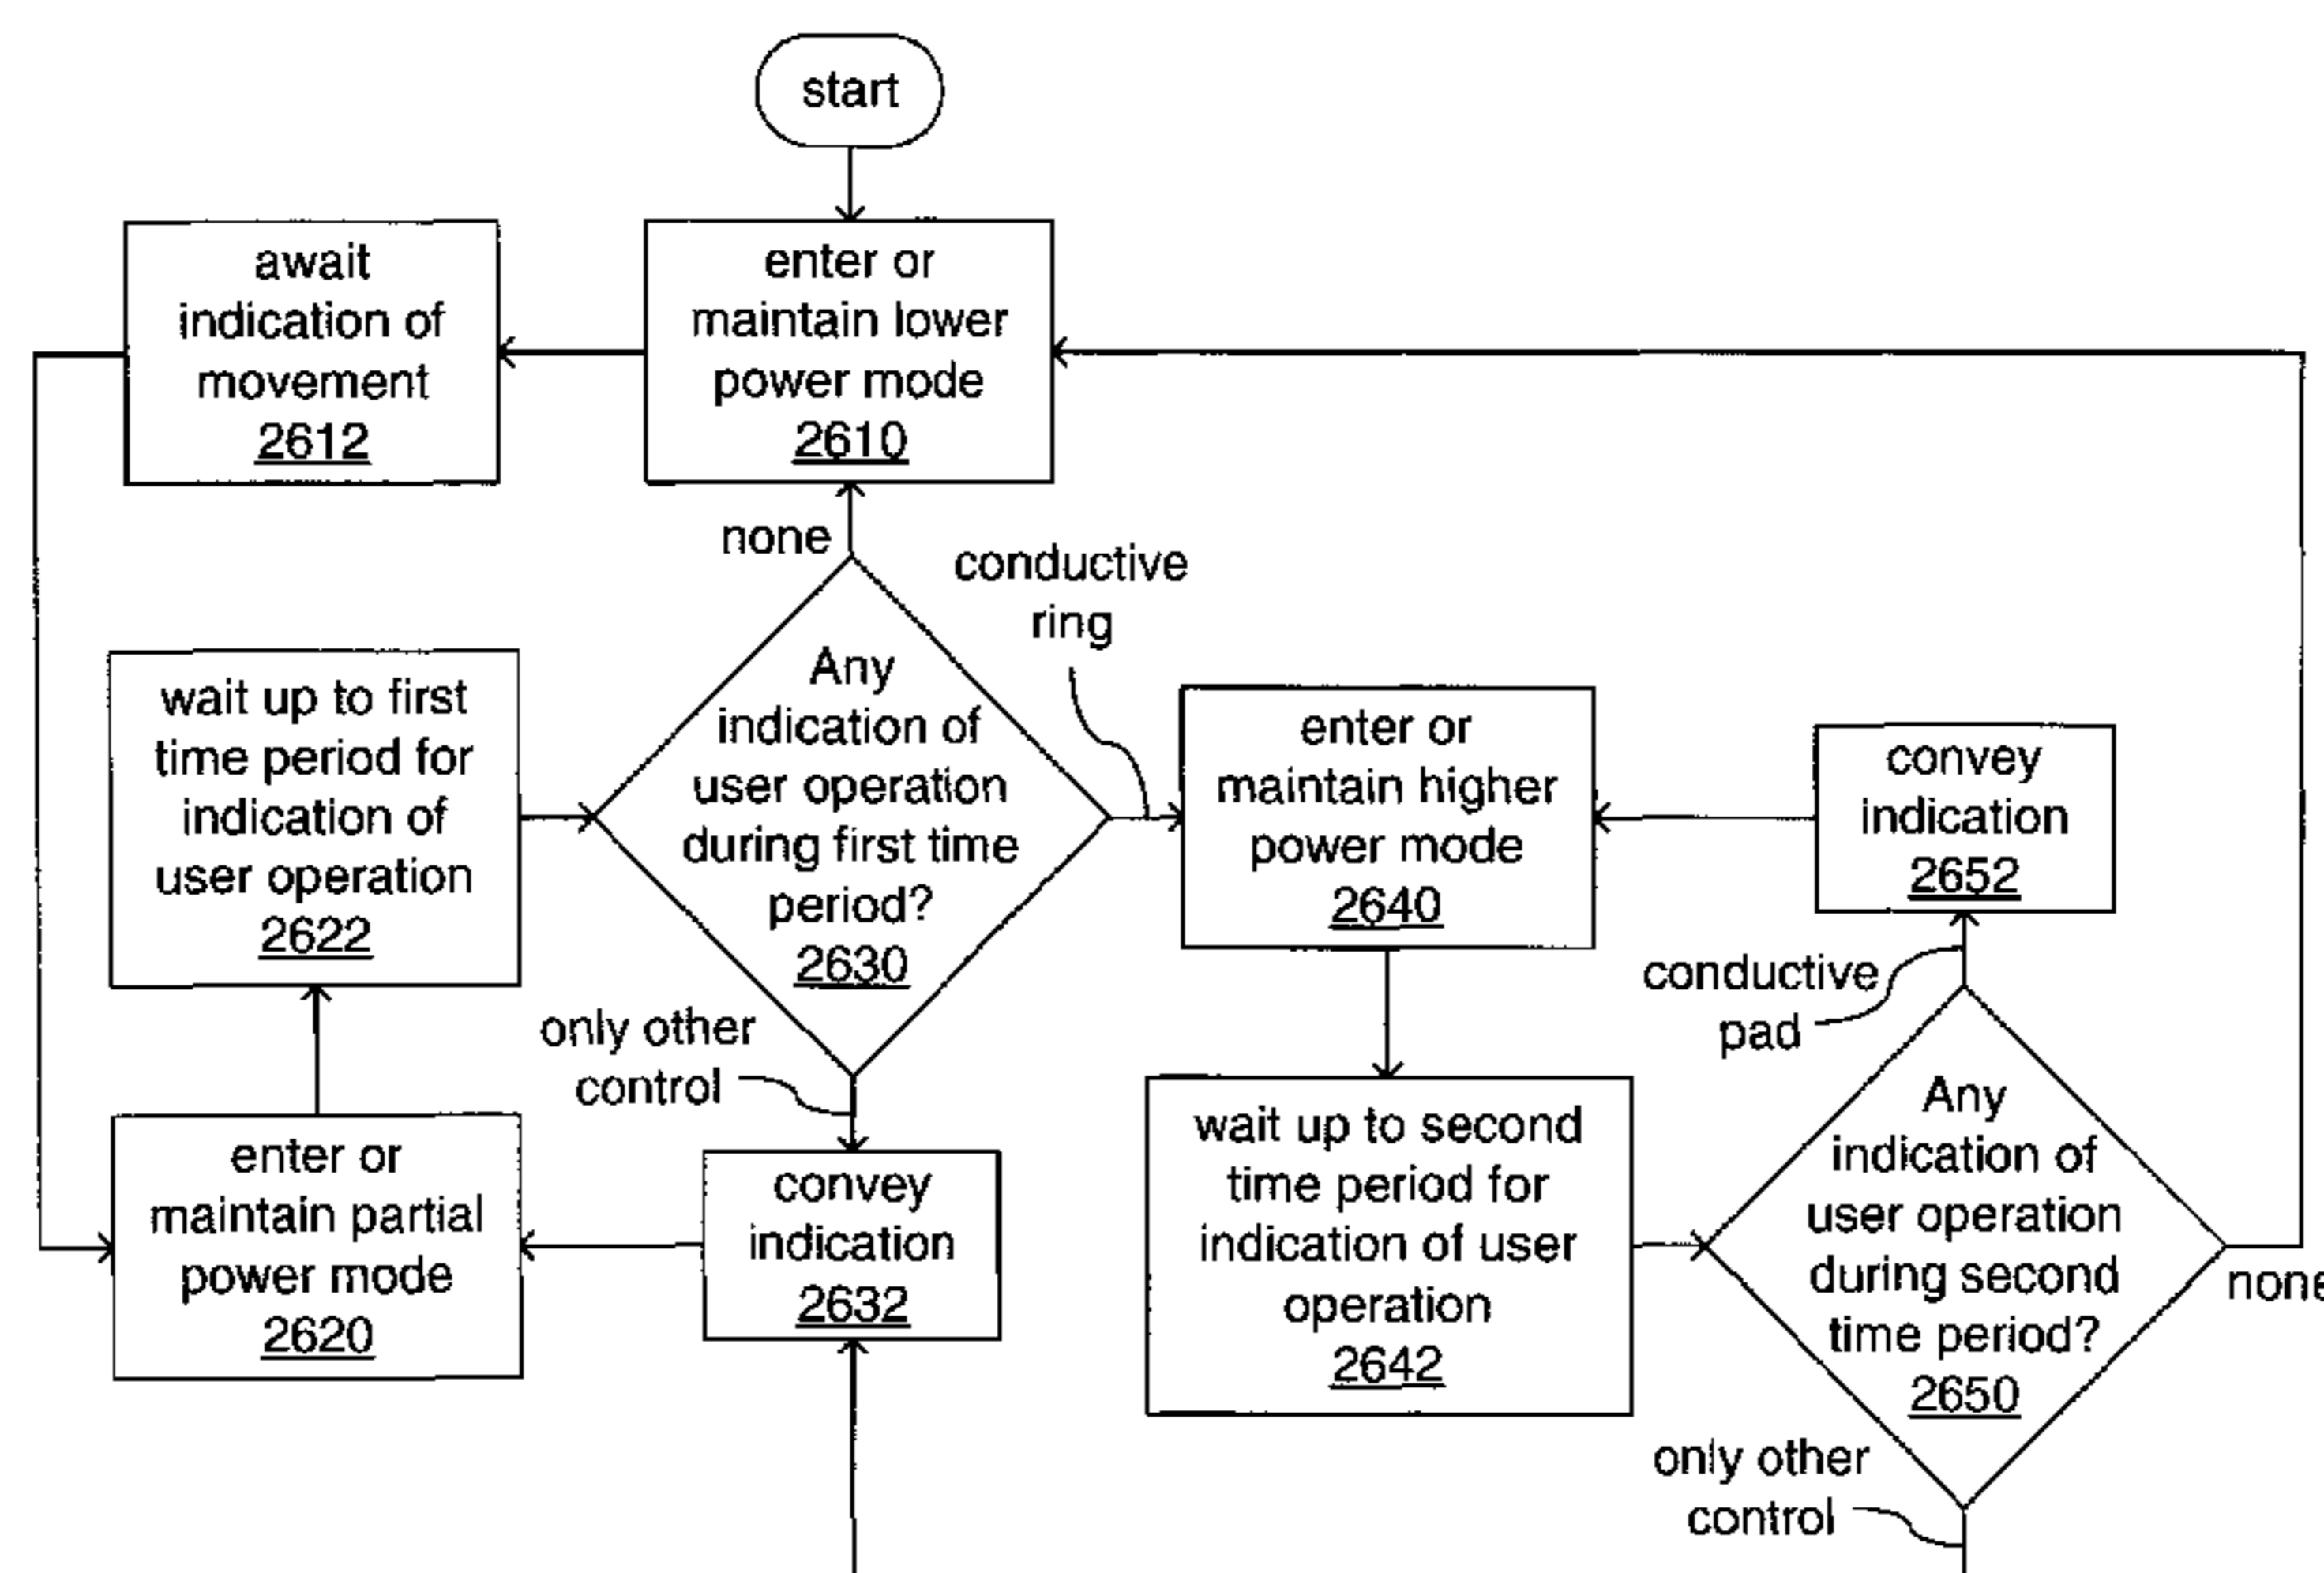 start
await
indication of
movement
2612
enter or
maintain lower
power mode
2610
none
conductive
ring
wait up to first
time period for
indication of
user operation
2622
Any
indication of
user operation
during first time
period?
2630
enter or
maintain higher
power mode
2640
convey
indication
2652
conductive
pad
only other
control
enter or
maintain partial
power mode
2620
convey
indication
2632
wait up to second
time period for
indication of user
operation
2642
Any
indication of
user operation
during second
time period?
2650
none
only other
control